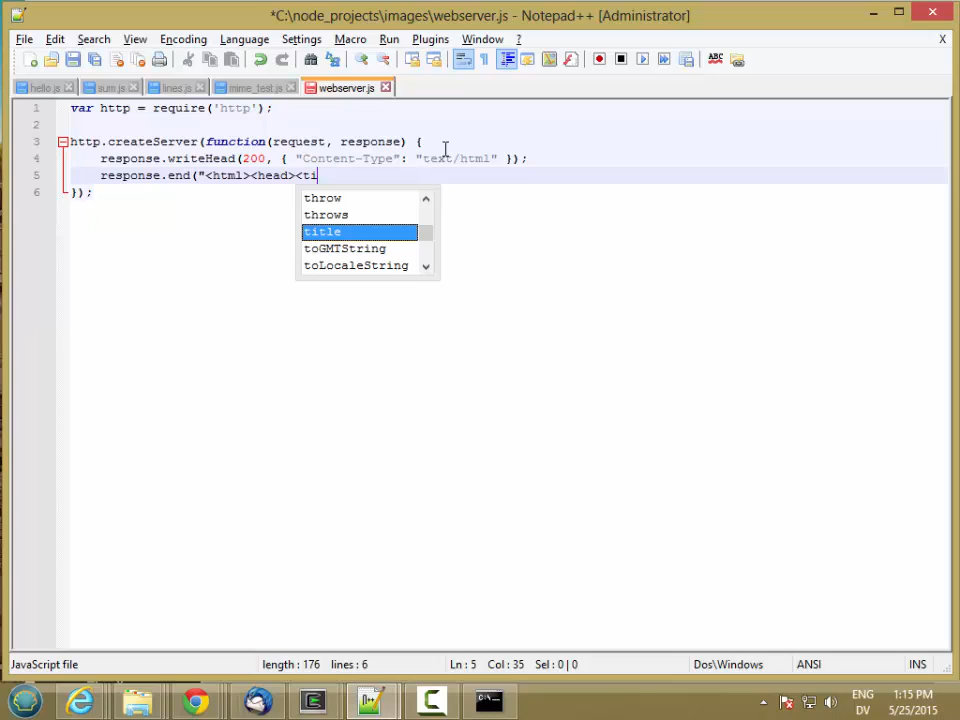 *C:\node_projects\images\webserver.js - Notepad++ [Administrator]
File Edit Search View Encoding Language Settings Macro Run Plugins Window ? X
ABC
hello.js sum.js lines.js mime_test.js webserver.js
1 var http = require('http');
2
3 http.createServer(function(request, response) {
4 response.writeHead(200, { "Content-Type": "text/html" });
5 response.end("<html><head><ti
6 });
throw
throws
title
toGMTString
toLocaleString
JavaScript file length : 176 lines : 6 Ln : 5 Col : 35 Sel : 0 | 0 Dos\Windows ANSI INS
ENG 1:15 PM
DV 5/25/2015